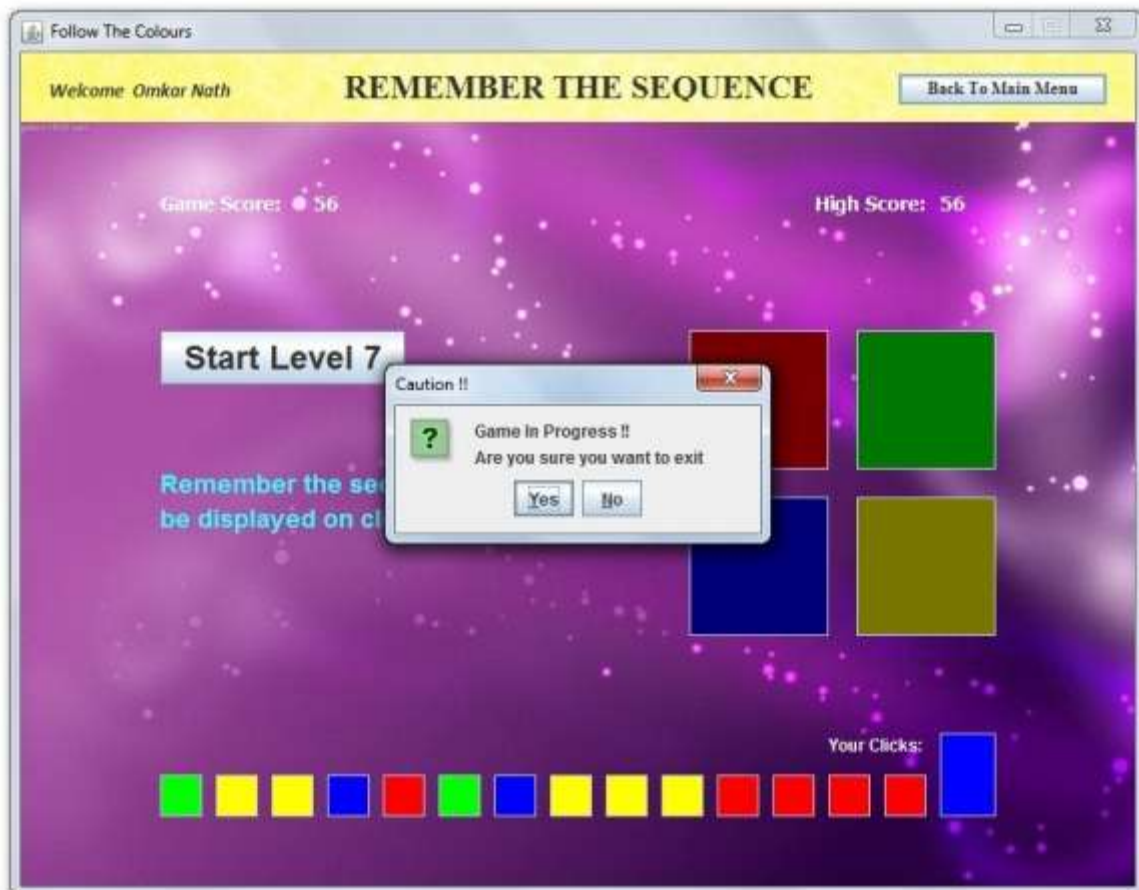 Follow The Colours
Welcome Omkar Nath
REMEMBER THE SEQUENCE
Back To Main Menu
Game Score: 56
High Score: 56
Start Level 7
Caution !!
?
Game In Progress !!
Are you sure you want to exit
Yes
No
Remember the
be displayed on
Your Clicks: